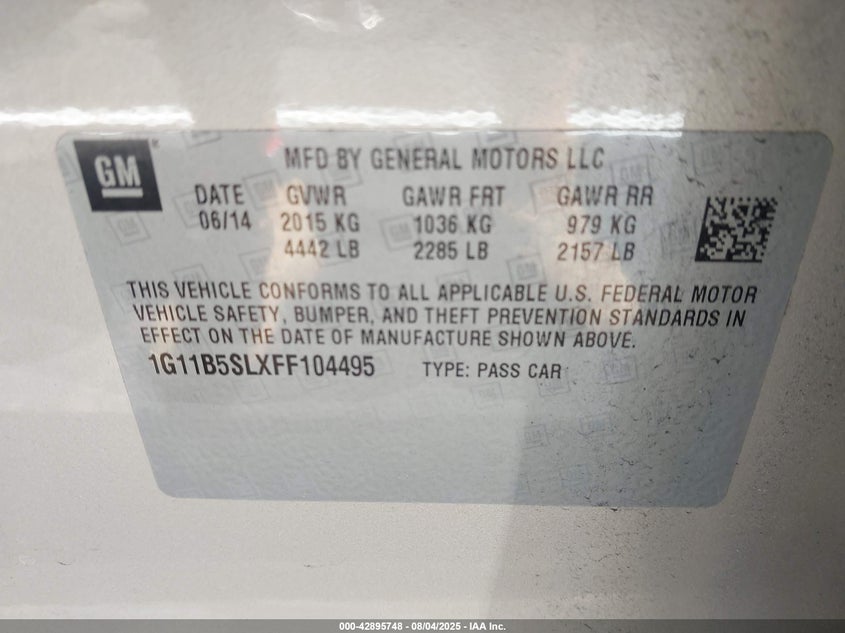 GM
MFD BY GENERAL MOTORS LLC
DATE GVWR GAWR FRT GAWR RR
06/14 2015 KG 1036 KG 979 KG
4442 LB 2285 LB 2157 LB
THIS VEHICLE CONFORMS TO ALL APPLICABLE U.S. FEDERAL MOTOR
VEHICLE SAFETY, BUMPER, AND THEFT PREVENTION STANDARDS IN
EFFECT ON THE DATE OF MANUFACTURE SHOWN ABOVE.
1G11B5SLXFF104495 TYPE: PASS CAR
000-42895748 - 08/04/2025 - IAA Inc.